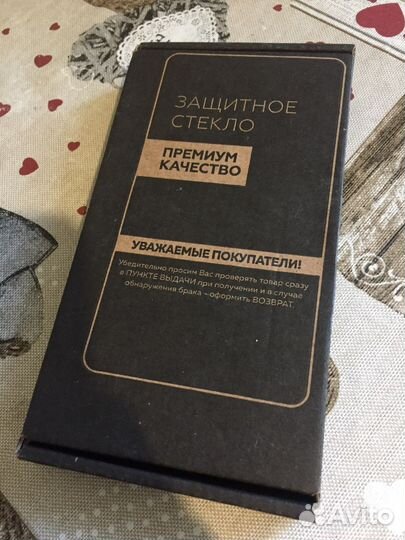 ЗАЩИТНОЕ
СТЕКЛО
ПРЕМИУМ
КАЧЕСТВО
УВАЖАЕМЫЕ ПОКУПАТЕЛИ!
Убедительно просим Вас проверять товар сразу
в ПУНКТЕ ВЫДАЧИ при получении и в случае
обнаружения брака – оформить ВОЗВРАТ.
Avito